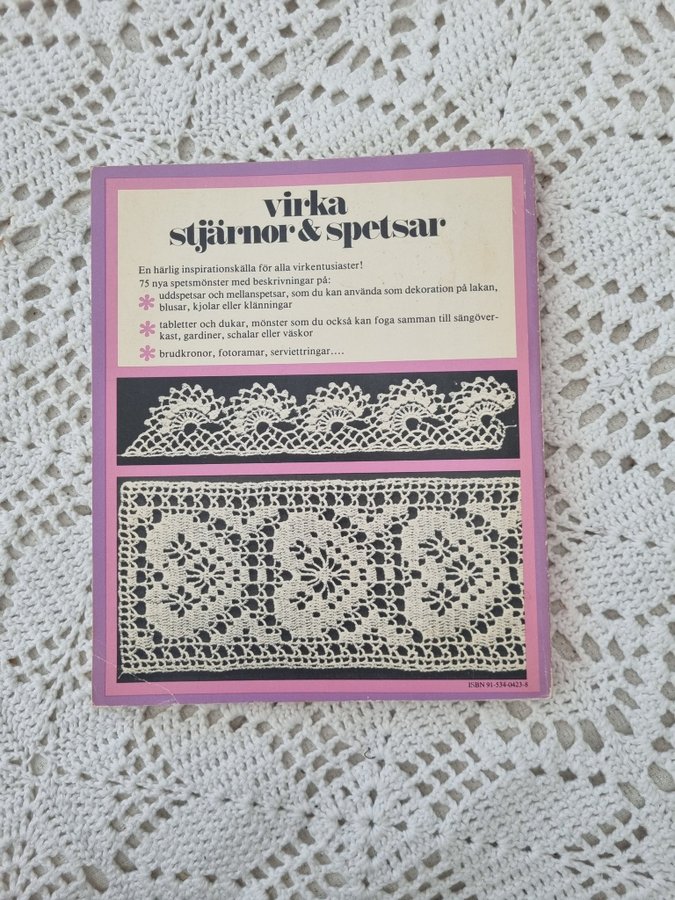 virka
stjärnor & spetsar
En härlig inspirationskälla för alla virkentusiaster!
75 nya spetsmönster med beskrivningar på:
uddspetsar och mellanspetsar, som du kan använda som dekoration på lakan,
blusar, kjolar eller klänningar
tabletter och dukar, mönster som du också kan foga samman till sängöver-
kast, gardiner, schalar eller väskor
brudkronor, fotoramar, serviettringar....
ISBN 91-534-0423-8